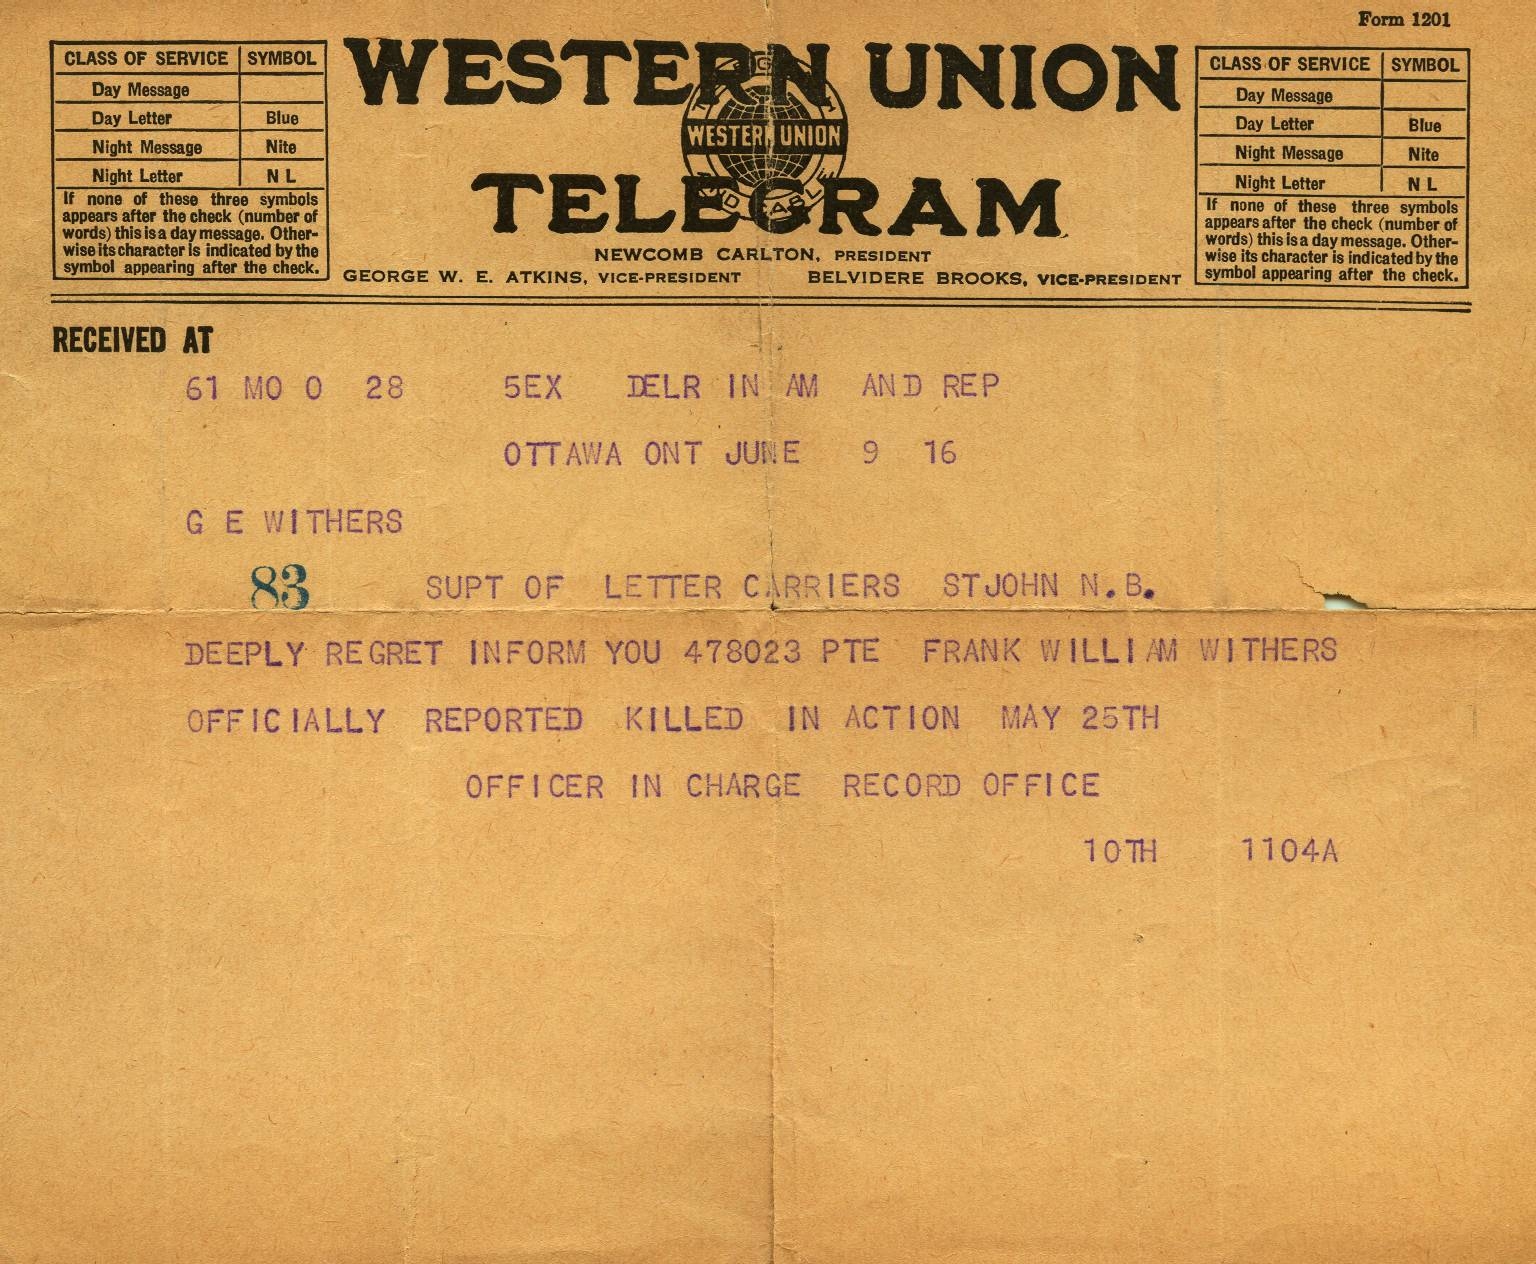 Form 1201
CLASS OF SERVICE SYMBOL
Day Message
Day Letter Blue
Night Message Nite
Night Letter N L
If none of these three symbols
appears after the check (number of
words) this is a day message. Other-
wise its character is indicated by the
symbol appearing after the check.
WESTERN UNION
WESTERN UNION
TELEGRAM
NEWCOMB CARLTON, PRESIDENT
GEORGE W. E. ATKINS, VICE-PRESIDENT BELVIDERE BROOKS, VICE-PRESIDENT
CLASS OF SERVICE SYMBOL
Day Message
Day Letter Blue
Night Message Nite
Night Letter N L
If none of these three symbols
appears after the check (number of
words) this is a day message. Other-
wise its character is indicated by the
symbol appearing after the check.
RECEIVED AT
61 MO O 28 5EX DELR IN AM AND REP
OTTAWA ONT JUNE 9 16
G E WITHERS
83 SUPT OF LETTER CARRIERS STJOHN N.B.
DEEPLY REGRET INFORM YOU 478023 PTE FRANK WILLIAM WITHERS
OFFICIALLY REPORTED KILLED IN ACTION MAY 25TH
OFFICER IN CHARGE RECORD OFFICE
10TH 1104A